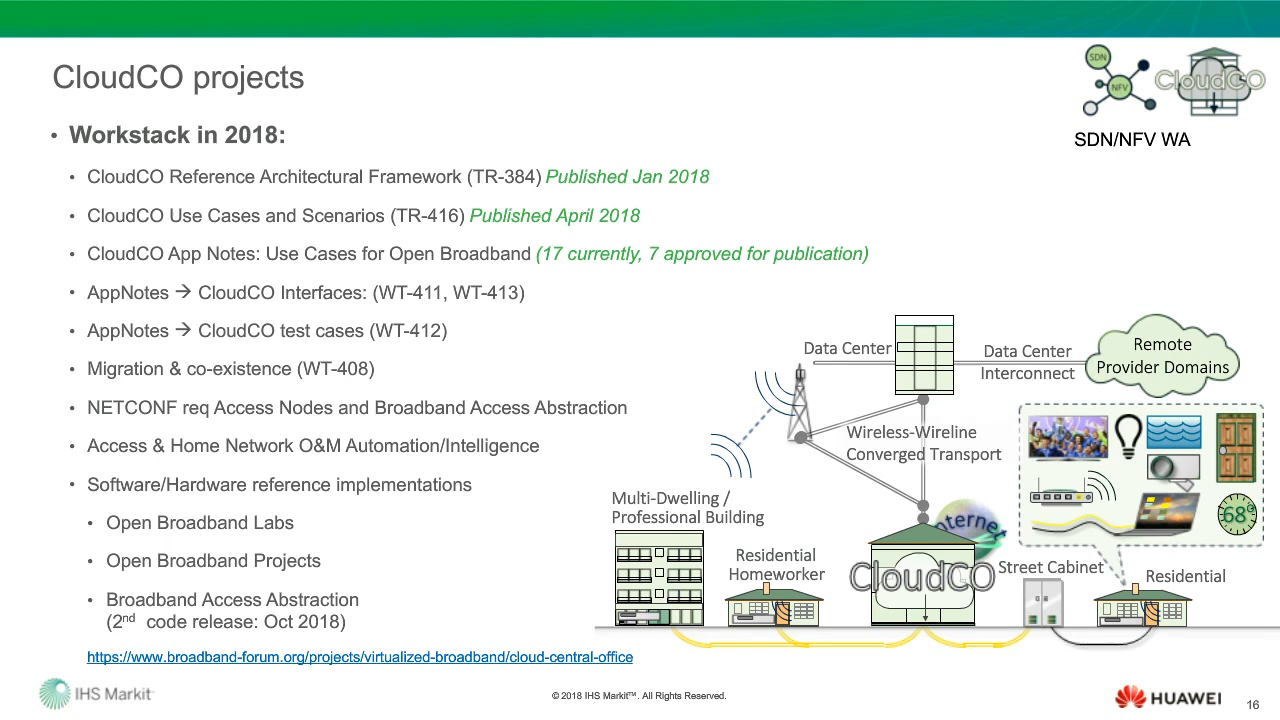 CloudCO projects
SDN
NFV
CloudCO
SDN/NFV WA
• Workstack in 2018:
• CloudCO Reference Architectural Framework (TR-384) Published Jan 2018
• CloudCO Use Cases and Scenarios (TR-416) Published April 2018
• CloudCO App Notes: Use Cases for Open Broadband (17 currently, 7 approved for publication)
• AppNotes → CloudCO Interfaces: (WT-411, WT-413)
• AppNotes → CloudCO test cases (WT-412)
• Migration & co-existence (WT-408)
• NETCONF req Access Nodes and Broadband Access Abstraction
• Access & Home Network O&M Automation/Intelligence
• Software/Hardware reference implementations
• Open Broadband Labs
• Open Broadband Projects
• Broadband Access Abstraction
(2nd code release: Oct 2018)
https://www.broadband-forum.org/projects/virtualized-broadband/cloud-central-office
Data Center
Data Center
Interconnect
Remote
Provider Domains
Wireless-Wireline
Converged Transport
Multi-Dwelling /
Professional Building
Residential
Homeworker
Internet
CloudCO
Street Cabinet
Residential
68°
IHS Markit™
© 2018 IHS Markit™. All Rights Reserved.
HUAWEI
16